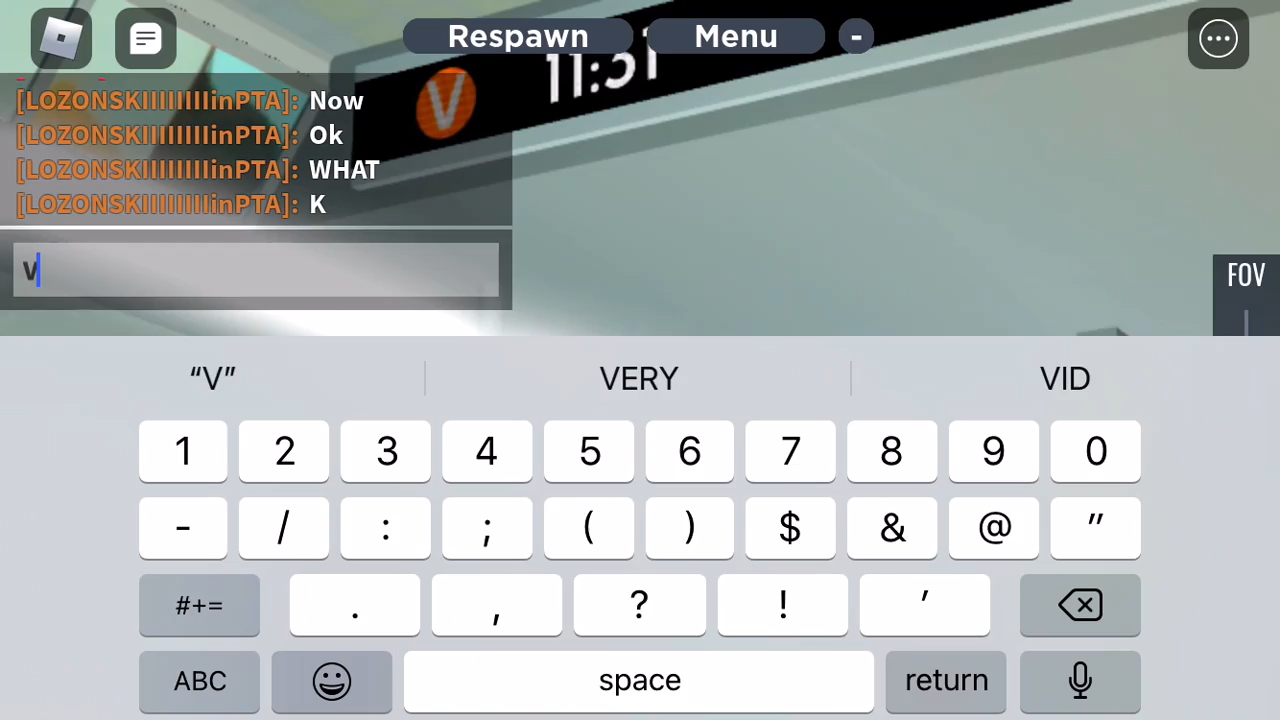 Respawn
Menu
-
V
11:31
[LOZONSKIIIIIIIIinPTA]: Now
[LOZONSKIIIIIIIIinPTA]: Ok
[LOZONSKIIIIIIIIinPTA]: WHAT
[LOZONSKIIIIIIIIinPTA]: K
V
FOV
“V”
VERY
VID
1 2 3 4 5 6 7 8 9 0
- / : ; ( ) $ & @ "
#+= . , ? ! '
ABC space return